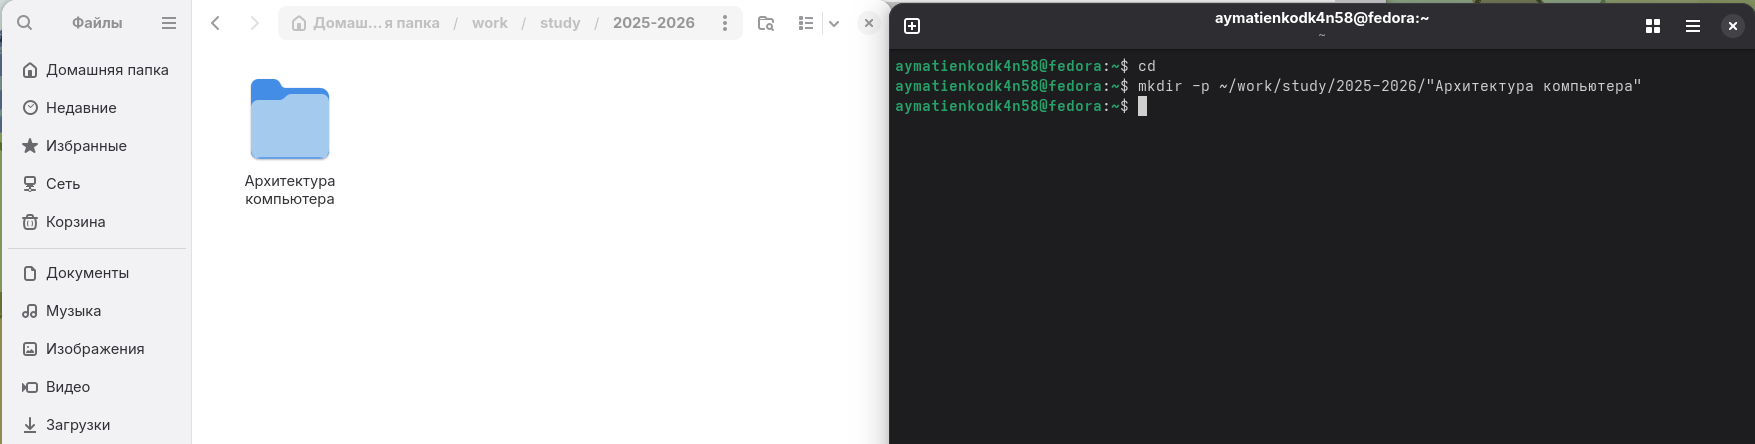 Файлы
Домашняя папка
Недавние
Избранные
Сеть
Корзина
Документы
Музыка
Изображения
Видео
Загрузки
Домаш…я папка / work / study / 2025-2026
Архитектура
компьютера
aymatienkodk4n58@fedora:~
~
aymatienkodk4n58@fedora:~$ cd
aymatienkodk4n58@fedora:~$ mkdir -p ~/work/study/2025-2026/"Архитектура компьютера"
aymatienkodk4n58@fedora:~$